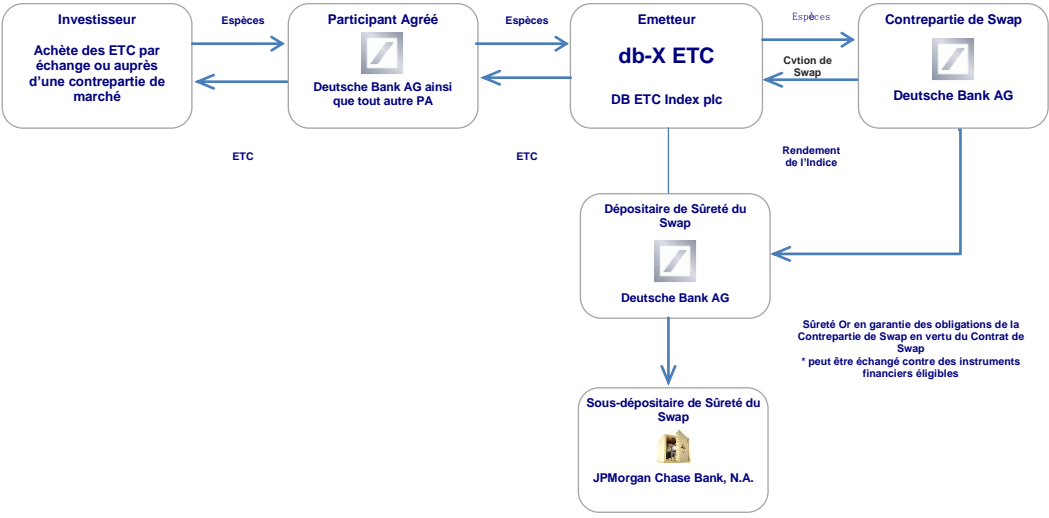 Investisseur
Achète des ETC par
échange ou auprès
d'une contrepartie de
marché
Espèces
ETC
Participant Agréé
Deutsche Bank AG ainsi
que tout autre PA
Espèces
ETC
Emetteur
db-X ETC
DB ETC Index plc
Espèces
Cvtion de
Swap
Rendement
de l'Indice
Contrepartie de Swap
Deutsche Bank AG
Dépositaire de Sûreté du
Swap
Deutsche Bank AG
Sûreté Or en garantie des obligations de la
Contrepartie de Swap en vertu du Contrat de
Swap
* peut être échangé contre des instruments
financiers éligibles
Sous-dépositaire de Sûreté du
Swap
JPMorgan Chase Bank, N.A.